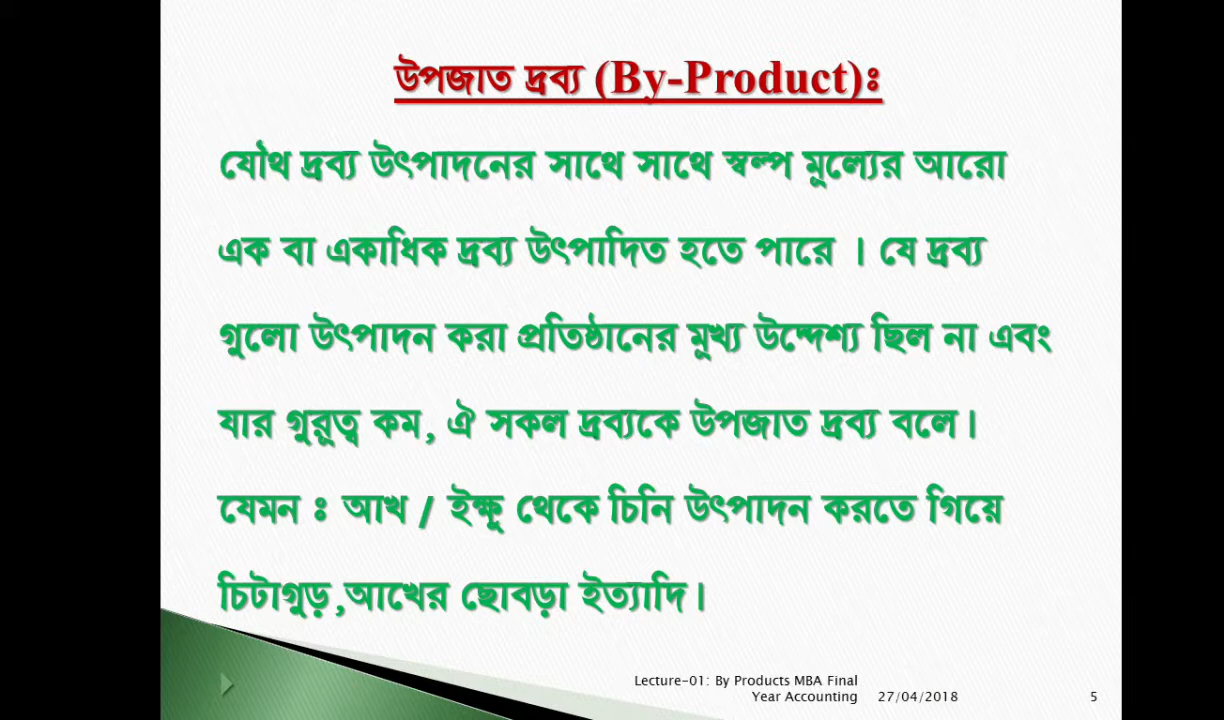 উপজাত দ্রব্য (By-Product)ঃ
যৌথ দ্রব্য উৎপাদনের সাথে সাথে স্বল্প মুল্যের আরো
এক বা একাধিক দ্রব্য উৎপাদিত হতে পারে । যে দ্রব্য
গুলো উৎপাদন করা প্রতিষ্ঠানের মুখ্য উদ্দেশ্য ছিল না এবং
যার গুরুত্ব কম, ঐ সকল দ্রব্যকে উপজাত দ্রব্য বলে।
যেমন ঃ আখ / ইক্ষু থেকে চিনি উৎপাদন করতে গিয়ে
চিটাগুড়,আখের ছোবড়া ইত্যাদি।
Lecture-01: By Products MBA Final
Year Accounting 27/04/2018 5